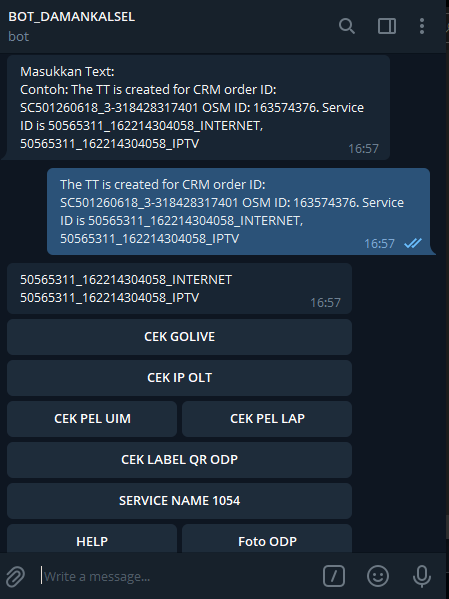 BOT_DAMANKALSEL
bot
Masukkan Text:
Contoh: The TT is created for CRM order ID:
SC501260618_3-318428317401 OSM ID: 163574376. Service
ID is 50565311_162214304058_INTERNET,
50565311_162214304058_IPTV
16:57
The TT is created for CRM order ID:
SC501260618_3-318428317401 OSM ID: 163574376. Service
ID is 50565311_162214304058_INTERNET,
50565311_162214304058_IPTV
16:57
50565311_162214304058_INTERNET
50565311_162214304058_IPTV
16:57
CEK GOLIVE
CEK IP OLT
CEK PEL UIM
CEK PEL LAP
CEK LABEL QR ODP
SERVICE NAME 1054
HELP
Foto ODP
Write a message...